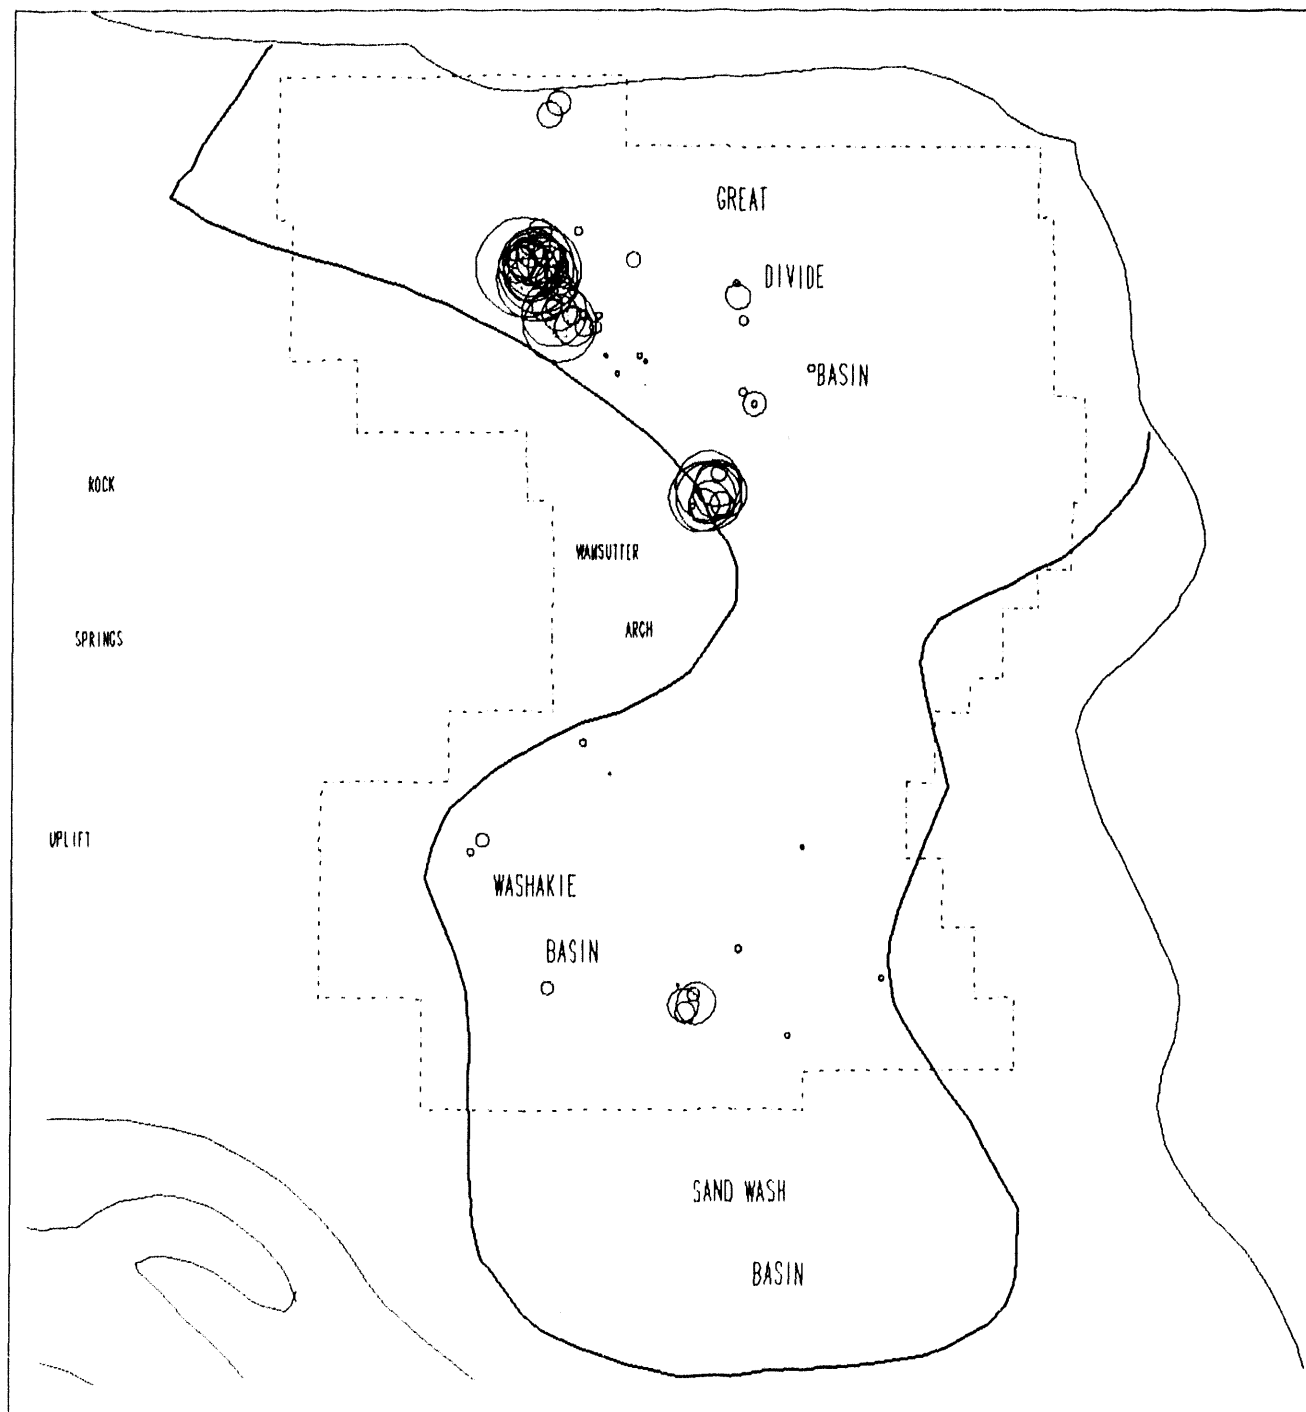 GREAT
DIVIDE
BASIN
ROCK
WAMSUTTER
ARCH
SPRINGS
UPLIFT
WASHAKIE
BASIN
SAND WASH
BASIN